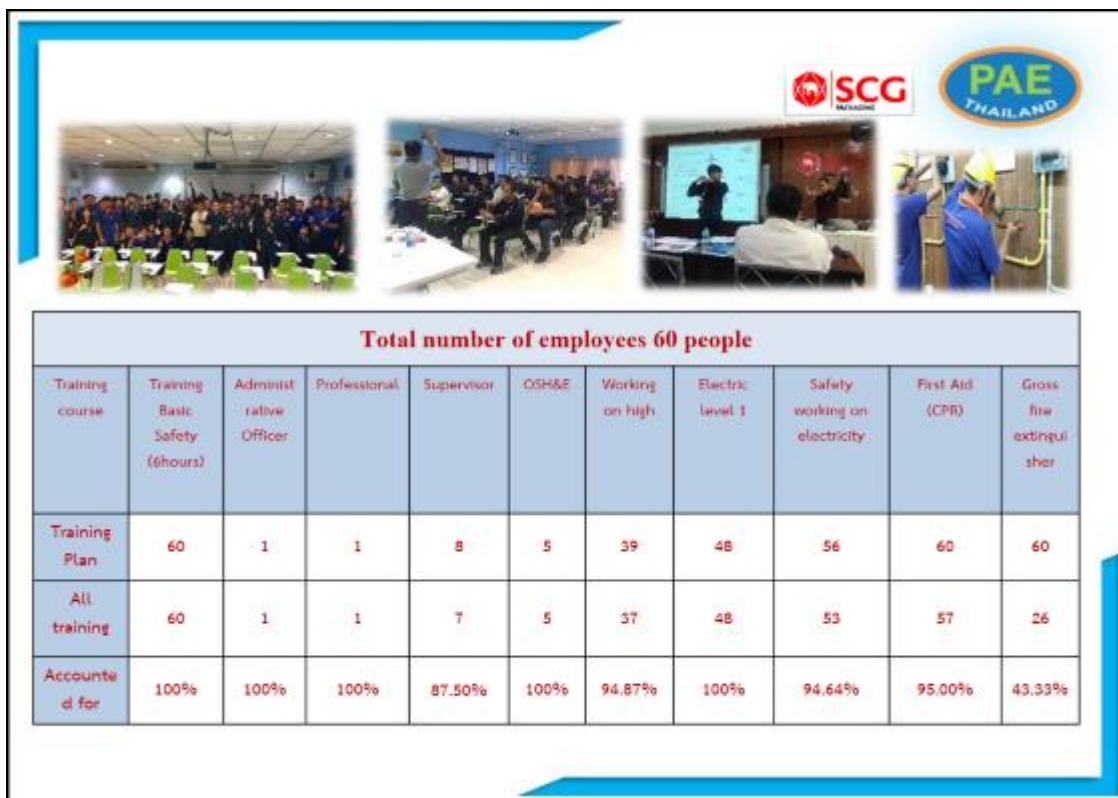 SCG
PACKAGING
PAE
THAILAND
Total number of employees 60 people
Training course Training Basic Safety (6hours) Administ rative Officer Professional Supervisor OSH&E Working on high Electric level 1 Safety working on electricity First Aid (CPR) Gross fire extingui sher
Training Plan 60 1 1 8 5 39 48 56 60 60
All training 60 1 1 7 5 37 48 53 57 26
Accounte d for 100% 100% 100% 87.50% 100% 94.87% 100% 94.64% 95.00% 43.33%